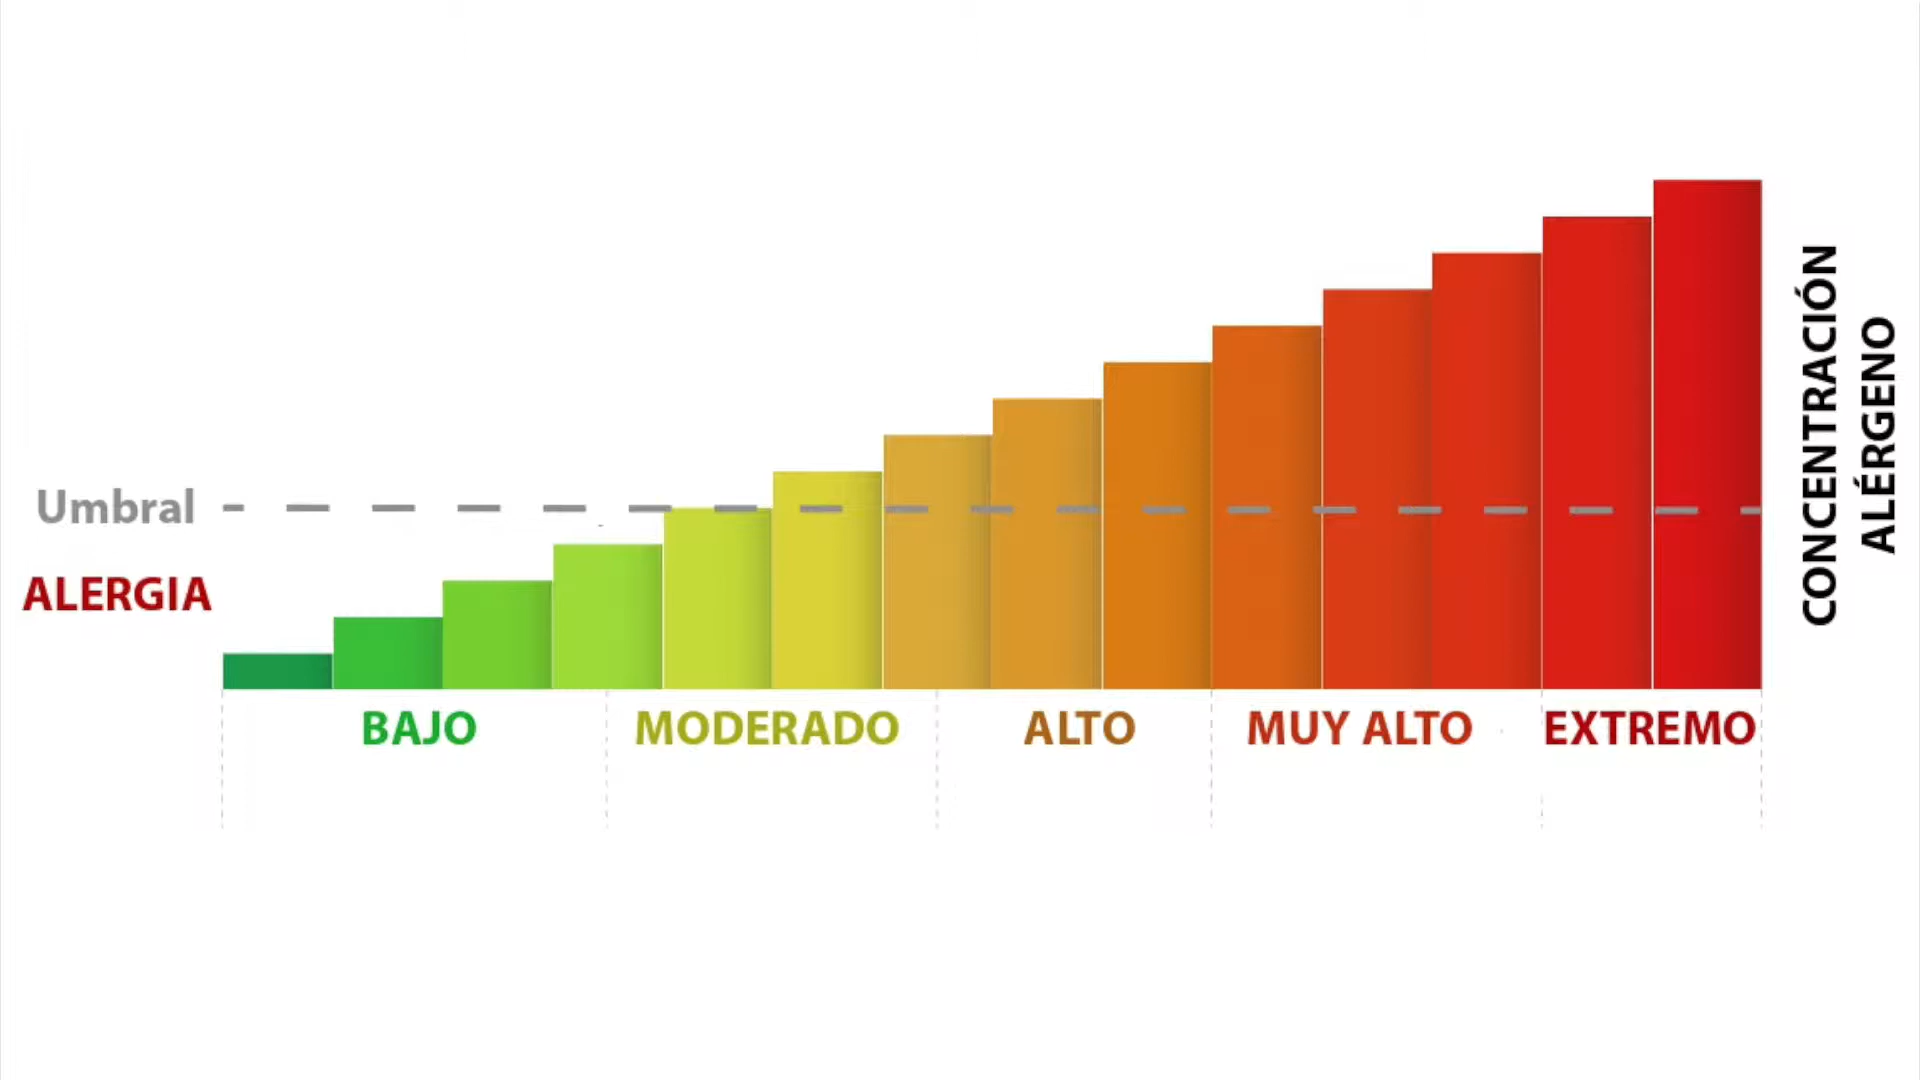 Umbral
ALERGIA
BAJO
MODERADO
ALTO
MUY ALTO
EXTREMO
CONCENTRACIÓN
ALÉRGENO